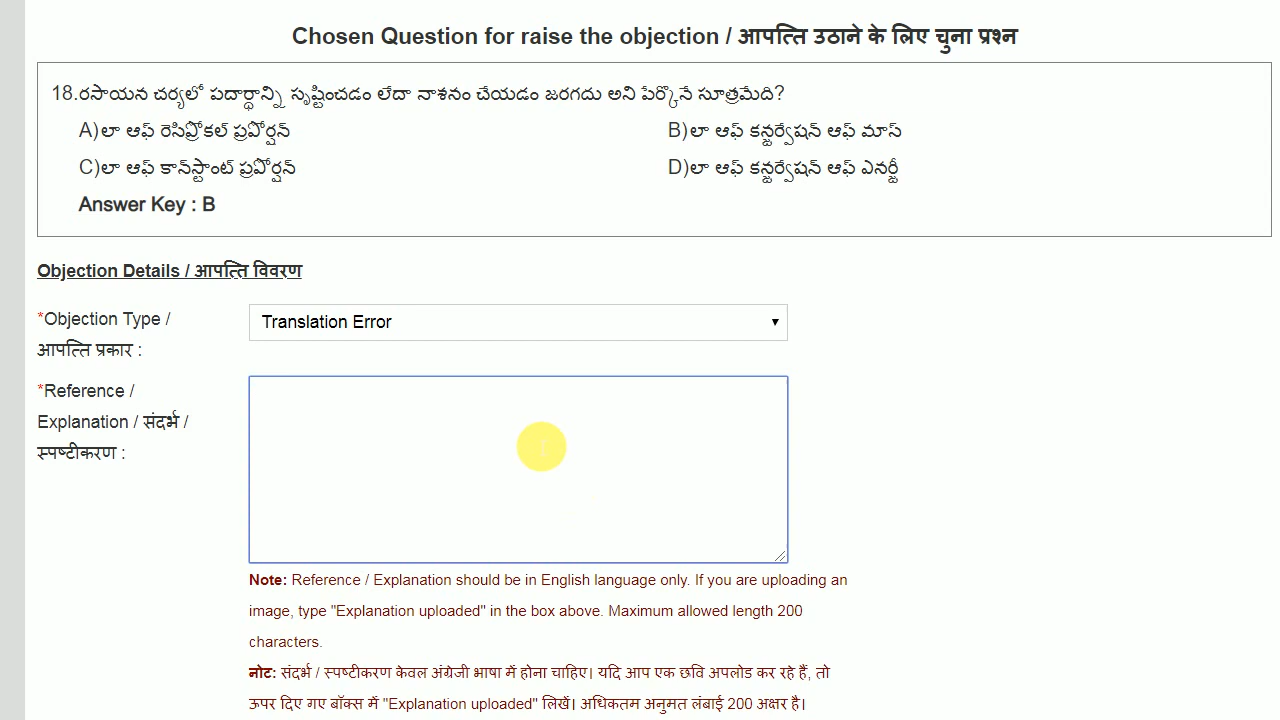 Chosen Question for raise the objection / आपत्ति उठाने के लिए चुना प्रश्न
18.రసాయన చర్యలో పదార్థాన్ని సృష్టించడం లేదా నాశనం చేయడం జరగదు అని పేర్కొనే సూత్రమేది?
A)లా ఆఫ్ రెసిప్రోకల్ ప్రపోర్షన్
B)లా ఆఫ్ కన్జర్వేషన్ ఆఫ్ మాస్
C)లా ఆఫ్ కాన్‌స్టాంట్ ప్రపోర్షన్
D)లా ఆఫ్ కన్జర్వేషన్ ఆఫ్ ఎనర్జీ
Answer Key : B
Objection Details / आपत्ति विवरण
*Objection Type /
आपत्ति प्रकार :
Translation Error
*Reference /
Explanation / संदर्भ /
स्पष्टीकरण :
Note: Reference / Explanation should be in English language only. If you are uploading an
image, type "Explanation uploaded" in the box above. Maximum allowed length 200
characters.
नोट: संदर्भ / स्पष्टीकरण केवल अंग्रेजी भाषा में होना चाहिए। यदि आप एक छवि अपलोड कर रहे हैं, तो
ऊपर दिए गए बॉक्स में "Explanation uploaded" लिखें। अधिकतम अनुमत लंबाई 200 अक्षर है।